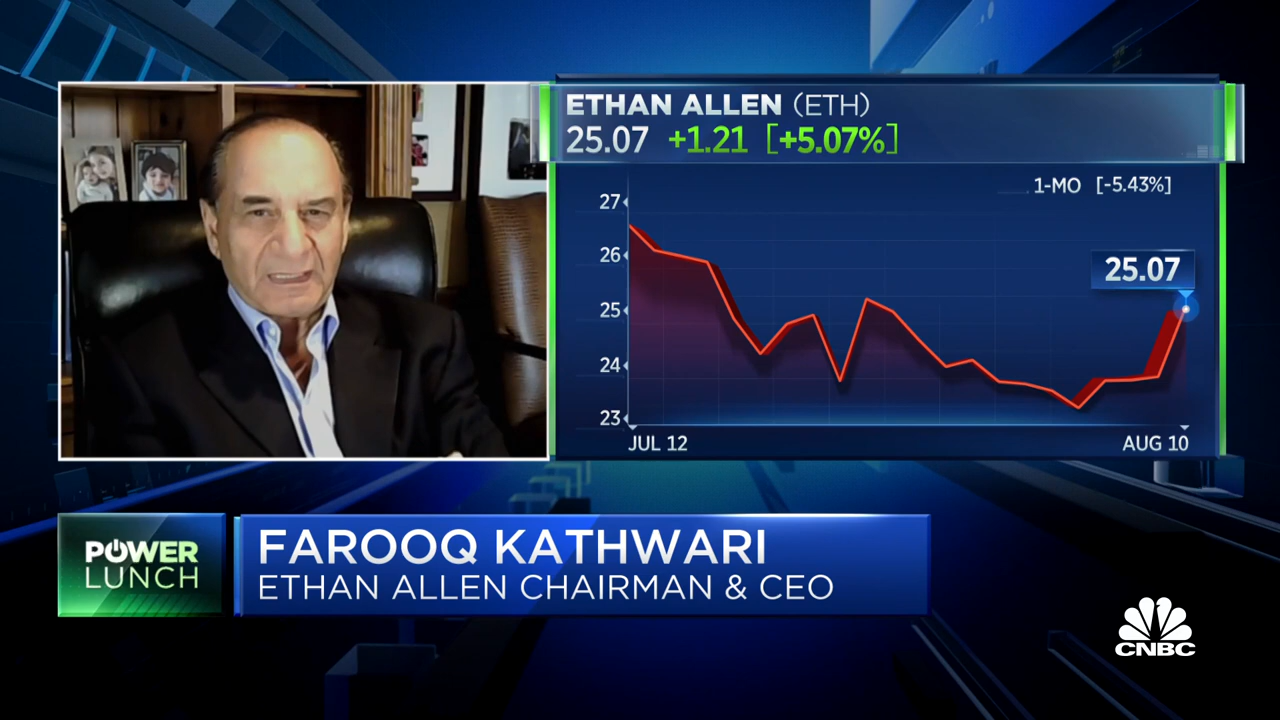 ETHAN ALLEN (ETH)
25.07 +1.21 [+5.07%]
1-MO [-5.43%]
27
26
25
24
23
25.07
JUL 12 AUG 10
POWER
LUNCH
FAROOQ KATHWARI
ETHAN ALLEN CHAIRMAN & CEO
CNBC